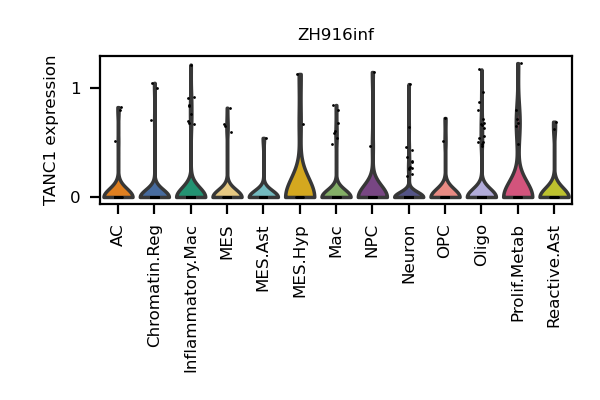 ZH916inf
TANC1 expression
1
0
AC
Chromatin.Reg
Inflammatory.Mac
MES
MES.Ast
MES.Hyp
Mac
NPC
Neuron
OPC
Oligo
Prolif.Metab
Reactive.Ast